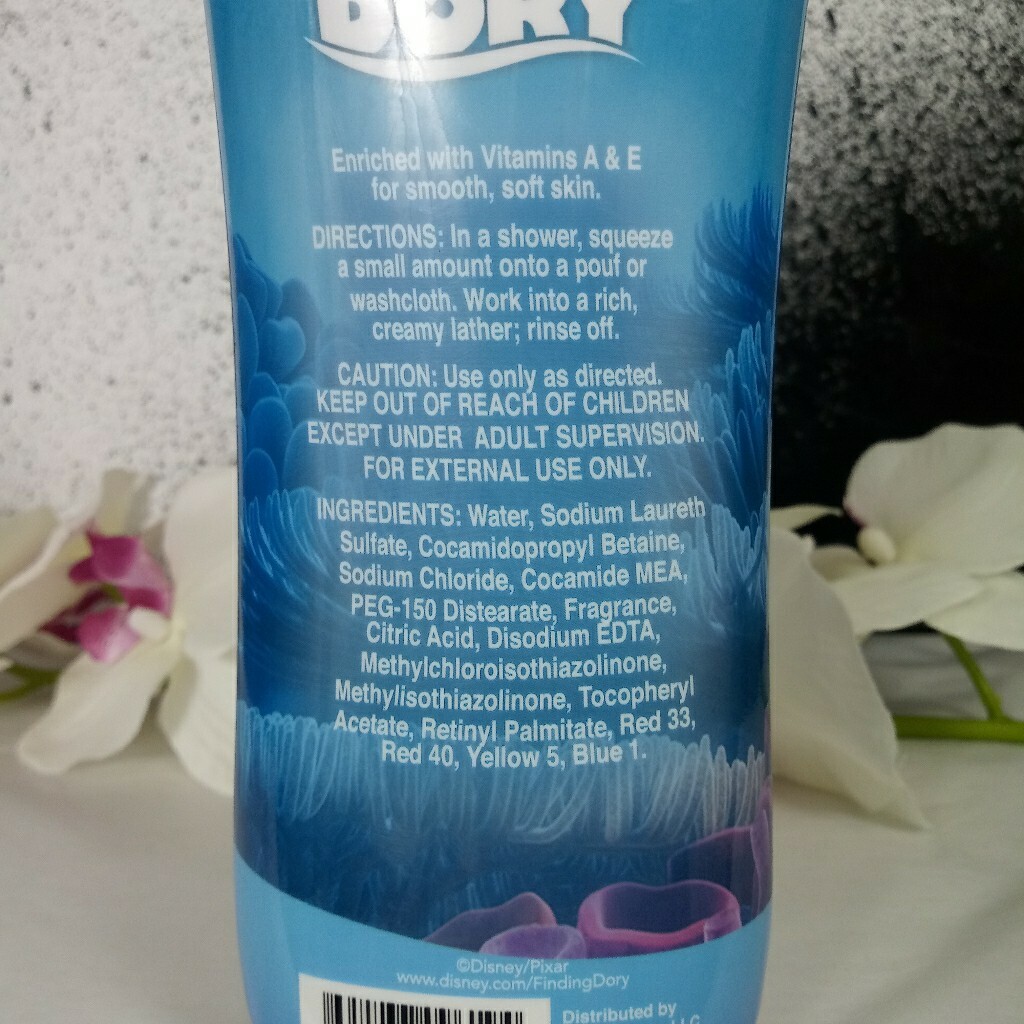 DORY
Enriched with Vitamins A & E
for smooth, soft skin.
DIRECTIONS: In a shower, squeeze
a small amount onto a pouf or
washcloth. Work into a rich,
creamy lather; rinse off.
CAUTION: Use only as directed.
KEEP OUT OF REACH OF CHILDREN
EXCEPT UNDER ADULT SUPERVISION.
FOR EXTERNAL USE ONLY.
INGREDIENTS: Water, Sodium Laureth
Sulfate, Cocamidopropyl Betaine,
Sodium Chloride, Cocamide MEA,
PEG-150 Distearate, Fragrance,
Citric Acid, Disodium EDTA,
Methylchloroisothiazolinone,
Methylisothiazolinone, Tocopheryl
Acetate, Retinyl Palmitate, Red 33,
Red 40, Yellow 5, Blue 1.
©Disney/Pixar
www.disney.com/FindingDory
Distributed by